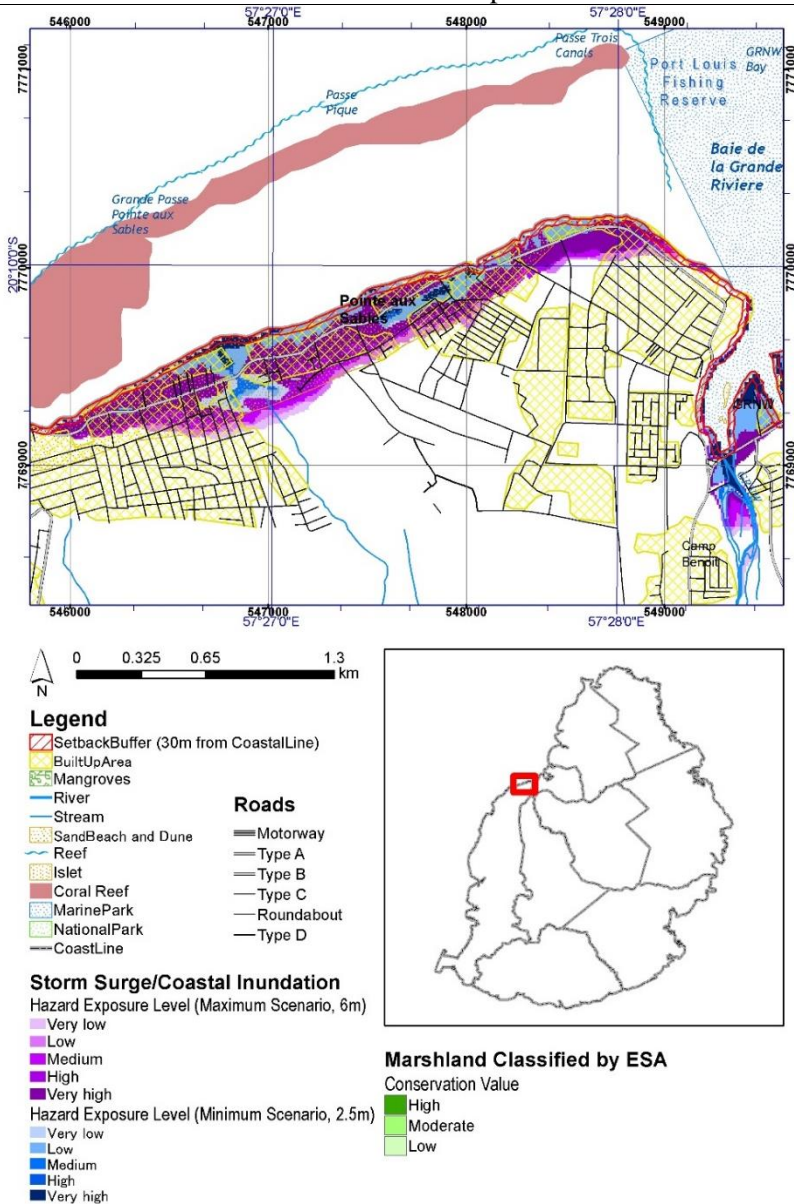 546000
547000
548000
549000
57°27'0"E
57°28'0"E
7771000
7771000
Passe Trois
Canals
GRNW
Bay
Port Louis
Fishing
Reserve
Passe
Pique
Baie de
la Grande
Riviere
Grande Passe
Pointe aux
Sables
20°10'0"S
7770000
7770000
Pointe aux
Sables
GRNW
GRNW
7769000
7769000
Camp
Benoit
546000
547000
548000
549000
57°27'0"E
57°28'0"E
N
0
0.325
0.65
1.3
km
Legend
SetbackBuffer (30m from CoastalLine)
BuiltUpArea
Mangroves
River
Stream
SandBeach and Dune
Reef
Islet
Coral Reef
MarinePark
NationalPark
CoastLine
Roads
Motorway
Type A
Type B
Type C
Roundabout
Type D
Storm Surge/Coastal Inundation
Hazard Exposure Level (Maximum Scenario, 6m)
Very low
Low
Medium
High
Very high
Hazard Exposure Level (Minimum Scenario, 2.5m)
Very low
Low
Medium
High
Very high
Marshland Classified by ESA
Conservation Value
High
Moderate
Low